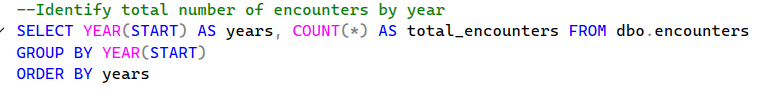 --Identify total number of encounters by year
SELECT YEAR(START) AS years, COUNT(*) AS total_encounters FROM dbo.encounters
GROUP BY YEAR(START)
ORDER BY years